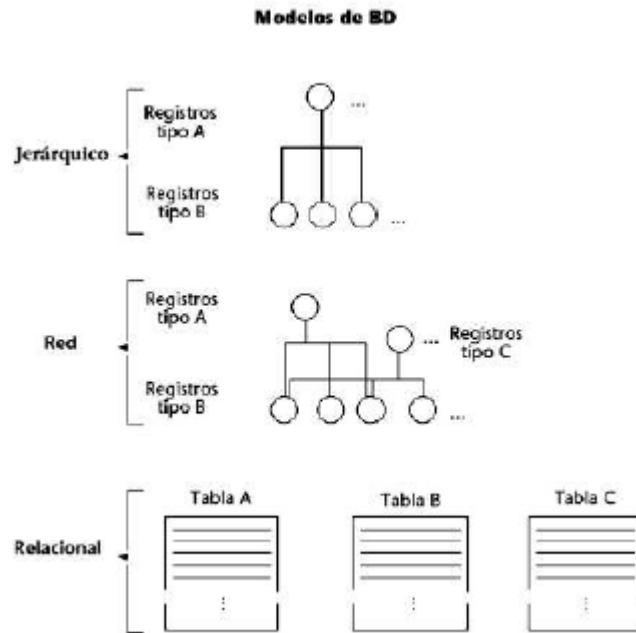 Modelos de BD
Jerárquico
Registros
tipo A
...
Registros
tipo B
...
Red
Registros
tipo A
... Registros
tipo C
Registros
tipo B
...
Relacional
Tabla A
Tabla B
Tabla C